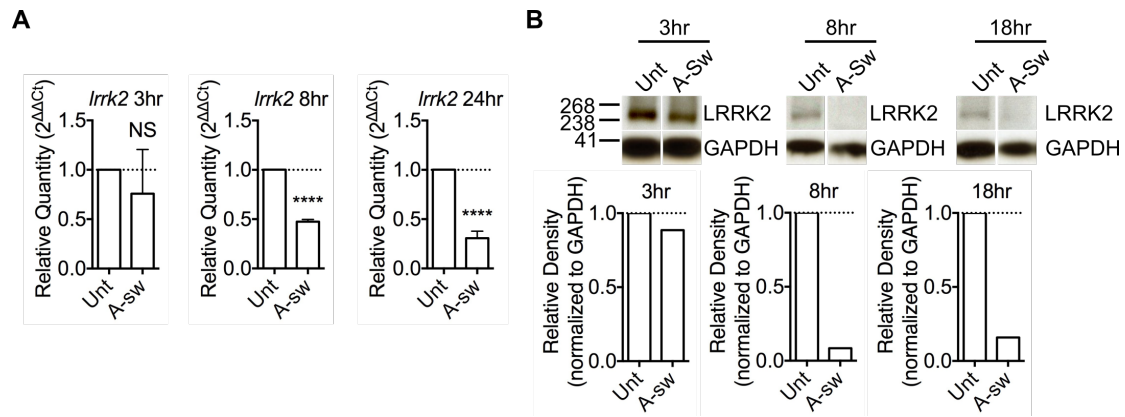 A
lrrk2 3hr
Relative Quantity (2^ΔΔCt)
1.5
1.0
0.5
0.0
NS
Unt
A-sw
lrrk2 8hr
Relative Quantity (2^ΔΔCt)
1.5
1.0
0.5
0.0
****
Unt
A-sw
lrrk2 24hr
Relative Quantity (2^ΔΔCt)
1.5
1.0
0.5
0.0
****
Unt
A-sw
B
3hr
Unt
A-Sw
268
238
41
LRRK2
GAPDH
8hr
Unt
A-Sw
LRRK2
GAPDH
18hr
Unt
A-Sw
LRRK2
GAPDH
3hr
Relative Density
(normalized to GAPDH)
1.0
0.5
0.0
Unt
A-sw
8hr
Relative Density
(normalized to GAPDH)
1.0
0.5
0.0
Unt
A-sw
18hr
Relative Density
(normalized to GAPDH)
1.0
0.5
0.0
Unt
A-sw